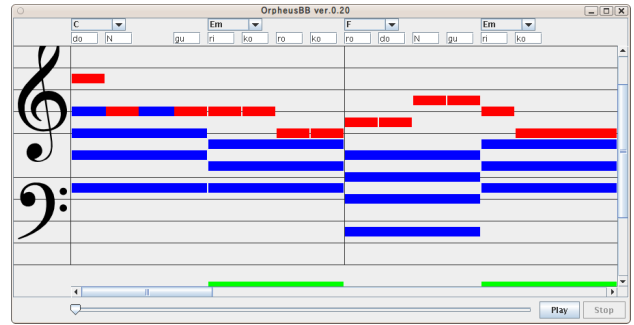 OrpheusBB ver.0.20
C Em F Em
do N gu ri ko ro ko ro do N gu ri ko
Play Stop